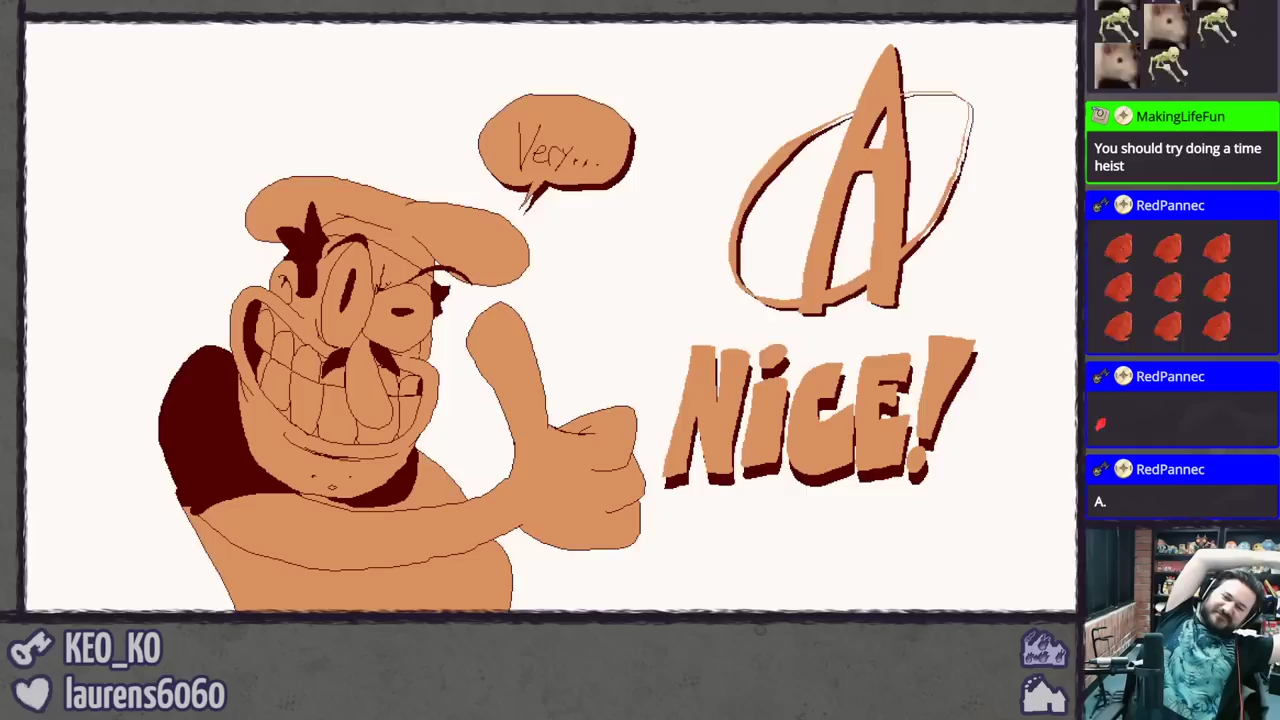 Very...
A
NICE!
MakingLifeFun
You should try doing a time
heist
RedPannec
RedPannec
RedPannec
A.
KEO_KO
laurens6060